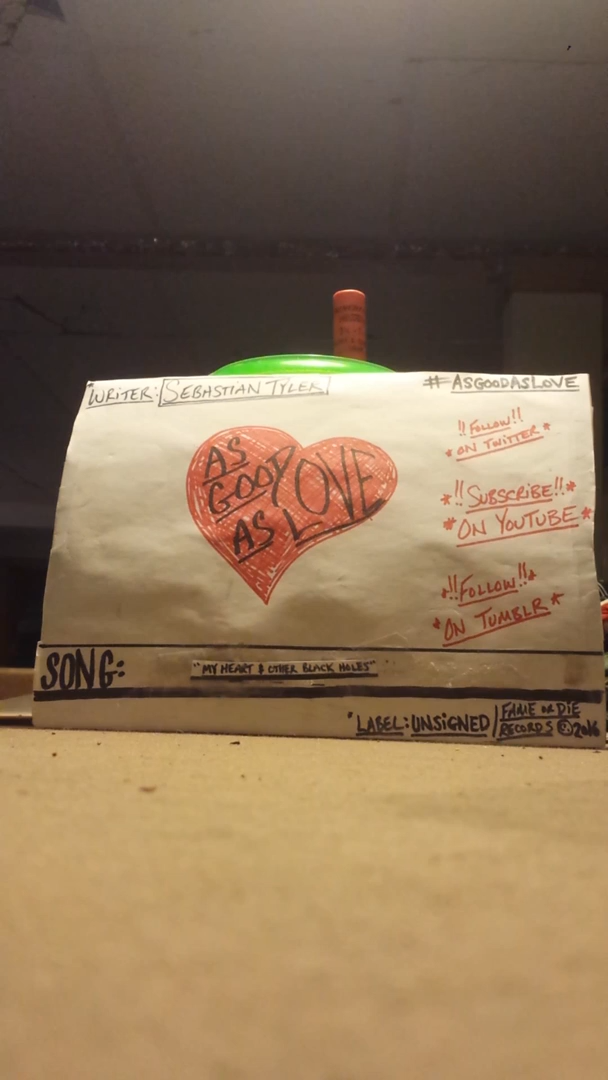 WRITER: SEBASTIAN TYLER
#ASGOODASLOVE
AS
GOOD
AS LOVE
!!FOLLOW!!
*ON TWITTER*
*!!SUBSCRIBE!!*
*ON YOUTUBE*
*!!FOLLOW!!*
*ON TUMBLR*
SONG:
"MY HEART & OTHER BLACK HOLES"
*LABEL: UNSIGNED / FAME OR DIE
RECORDS © 2016